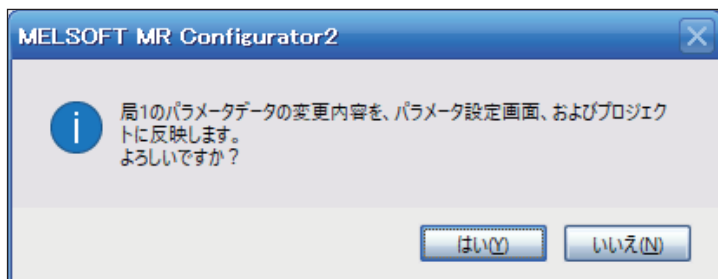 MELSOFT MR Configurator2
局1のパラメータデータの変更内容を、パラメータ設定画面、およびプロジェク
トに反映します。
よろしいですか？
はい(Y) いいえ(N)